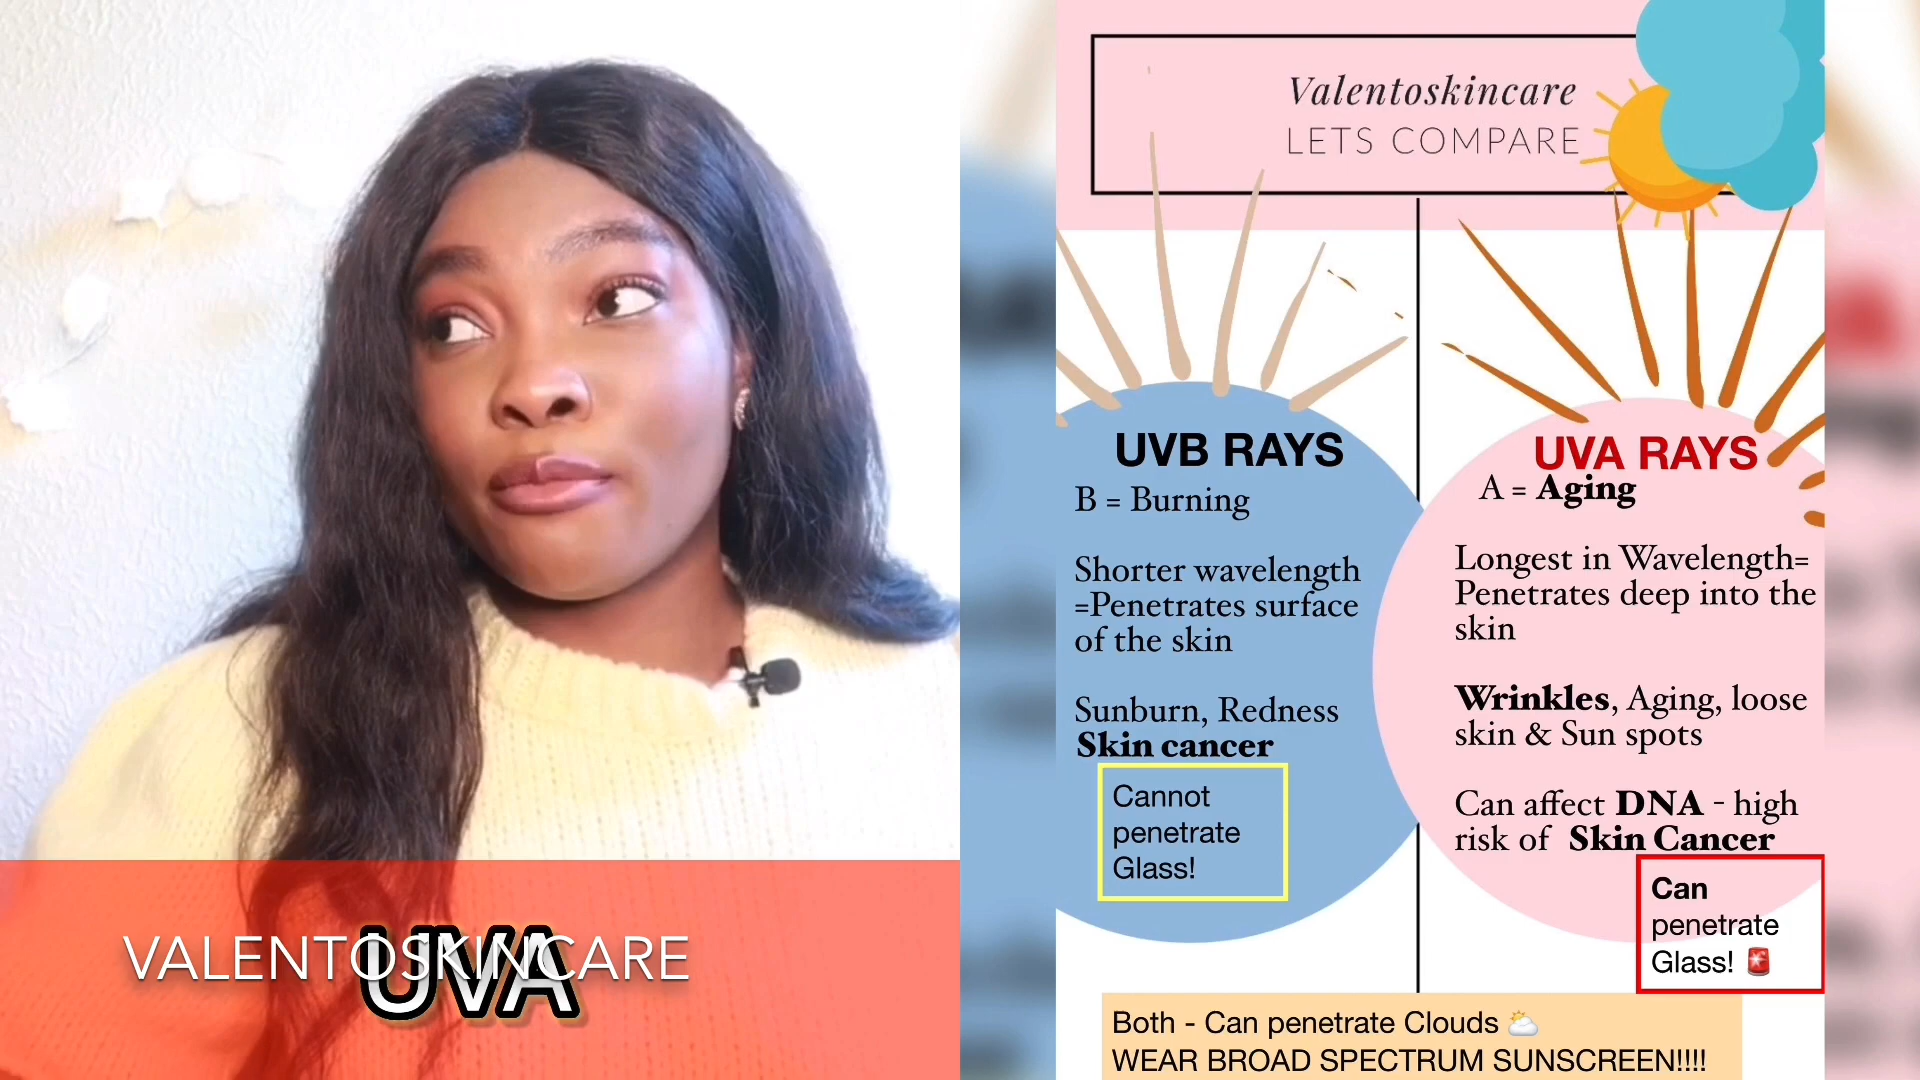 VALENTOSKINCARE
UVA
Valentoskincare
LETS COMPARE
UVB RAYS
B = Burning
Shorter wavelength
=Penetrates surface
of the skin
Sunburn, Redness
Skin cancer
Cannot
penetrate
Glass!
UVA RAYS
A = Aging
Longest in Wavelength=
Penetrates deep into the
skin
Wrinkles, Aging, loose
skin & Sun spots
Can affect DNA - high
risk of Skin Cancer
Can
penetrate
Glass! 🚨
Both - Can penetrate Clouds 🌥️
WEAR BROAD SPECTRUM SUNSCREEN!!!!